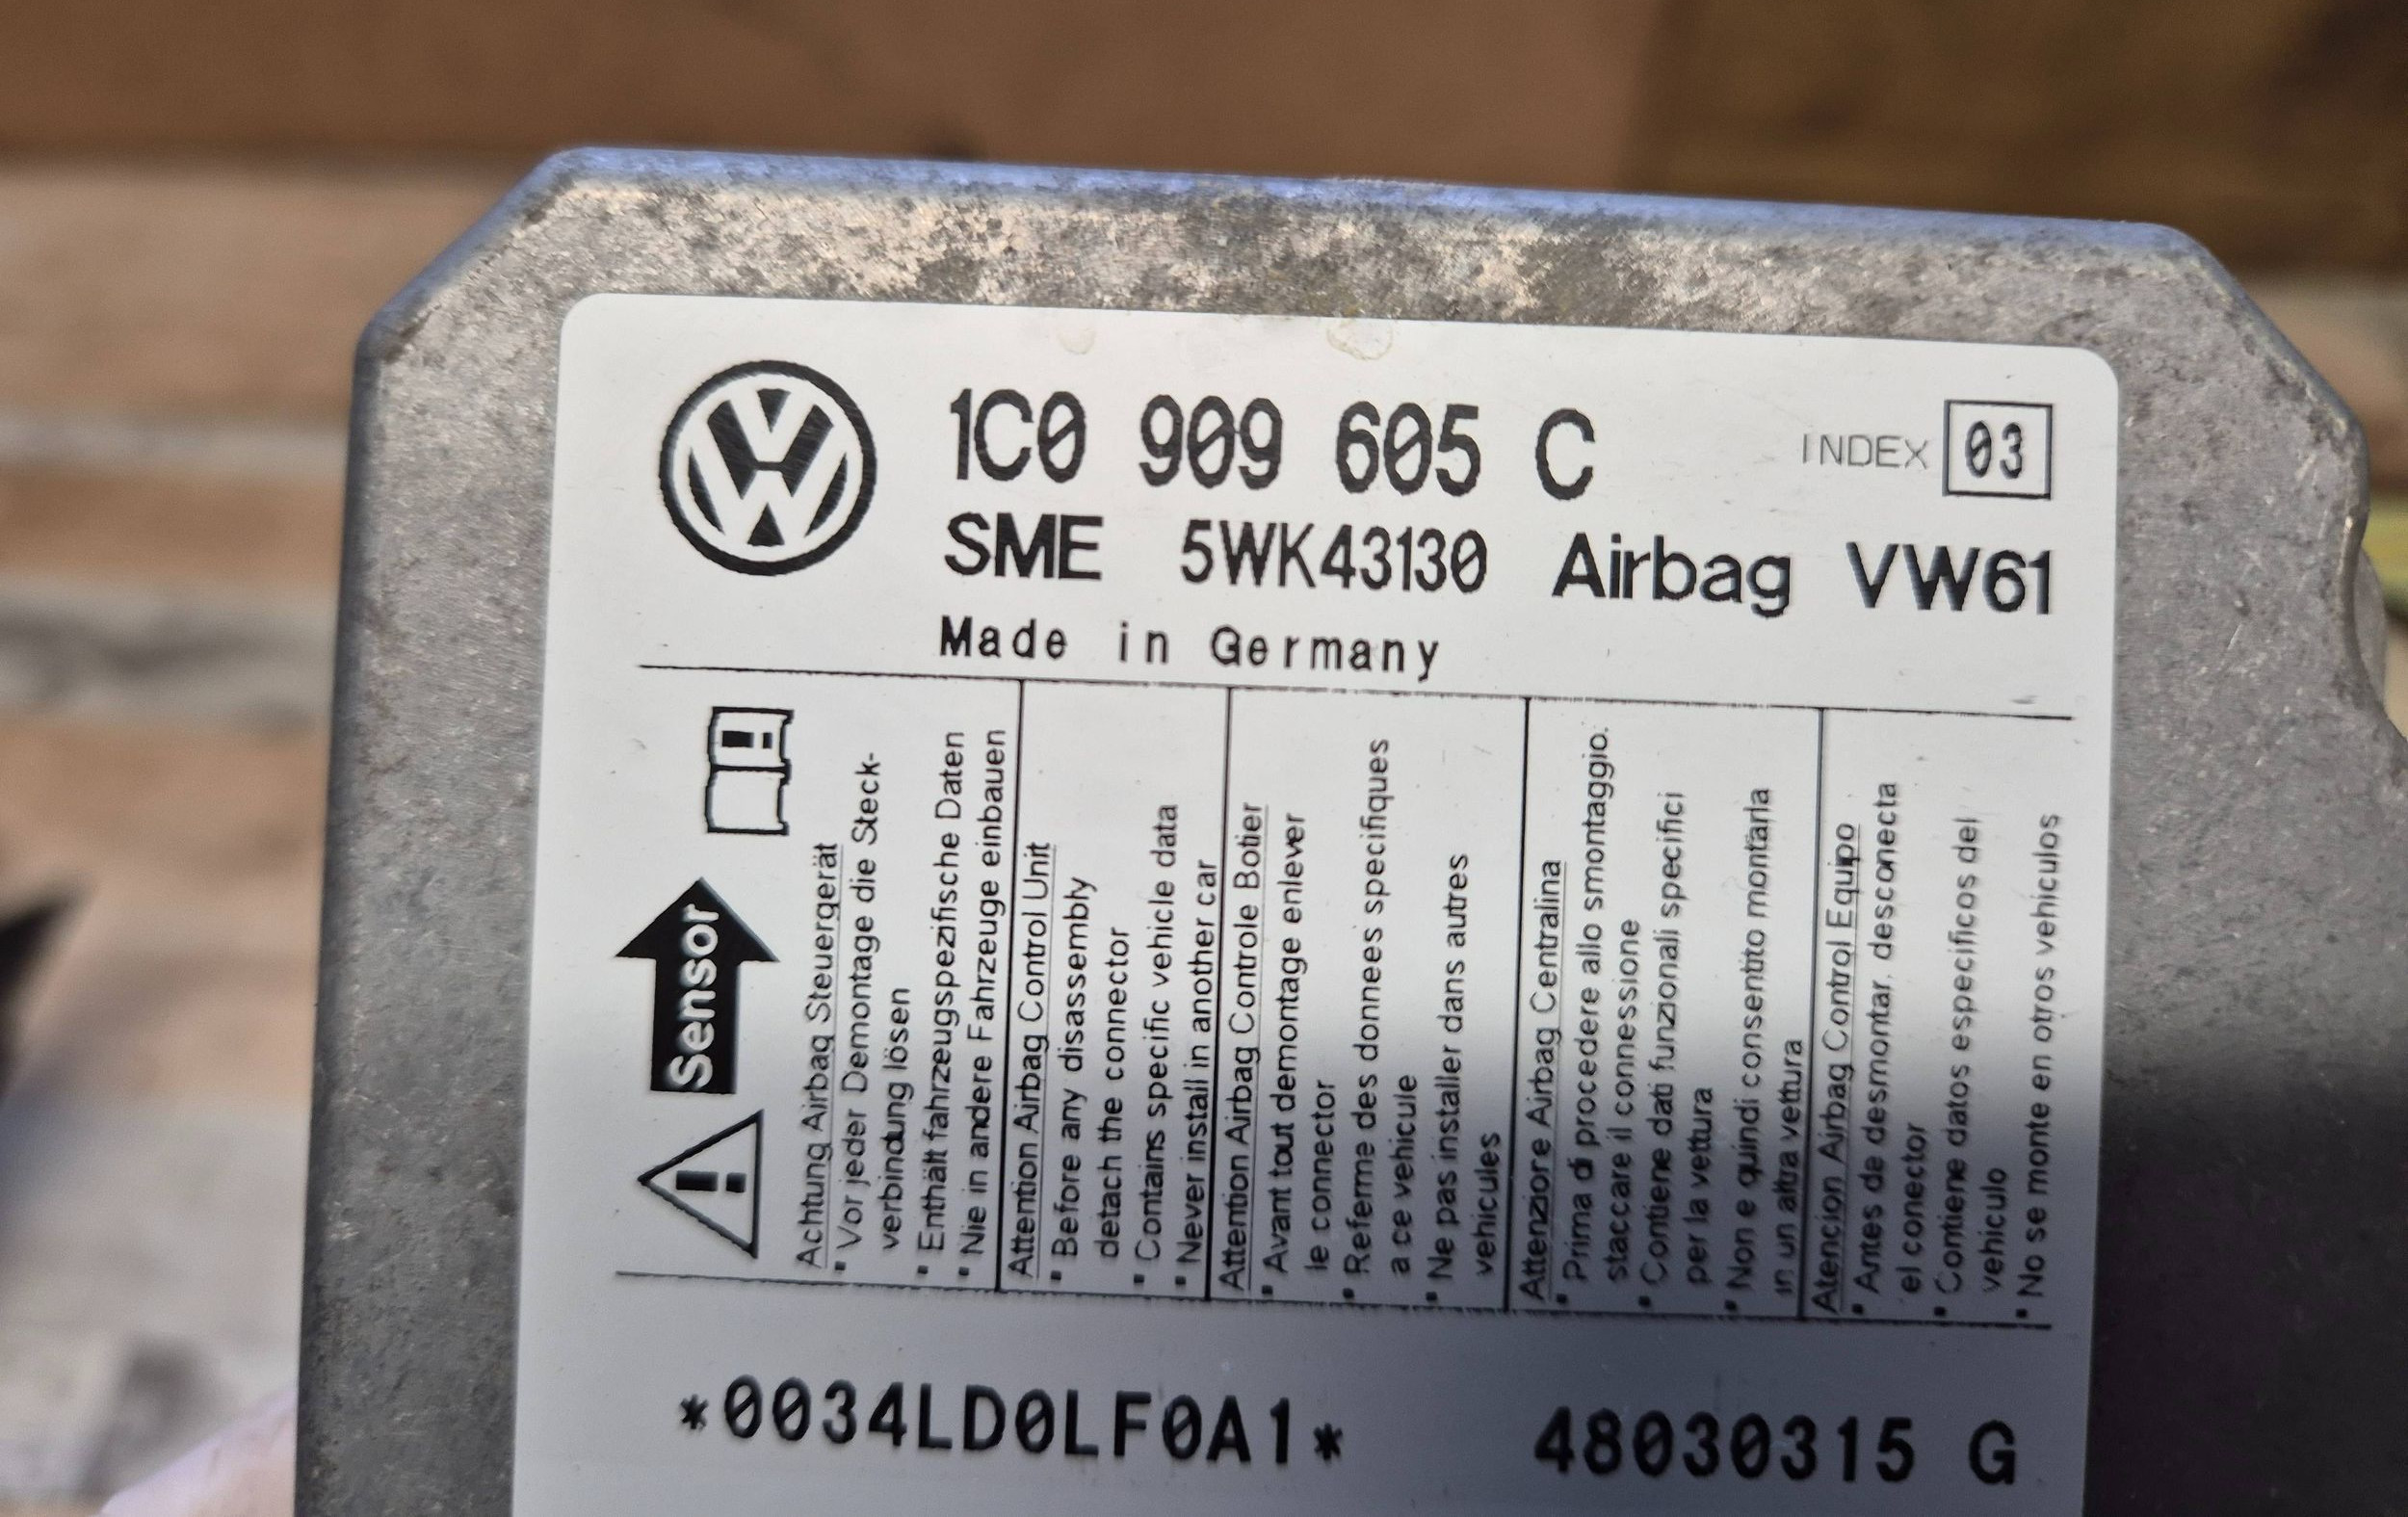 1C0 909 605 C
INDEX 03
SME 5WK43130 Airbag VW61
Made in Germany
Sensor
Achtung Airbag Steuergerät
• Vor jeder Demontage die Steck-
verbindung lösen
• Enthält fahrzeugspezifische Daten
• Nie in andere Fahrzeuge einbauen
Attention Airbag Control Unit
• Before any disassembly
detach the connector
• Contains specific vehicle data
• Never install in another car
Attention Airbag Controle Botier
• Avant tout demontage enlever
le connector
• Referme des donnees specifiques
a ce vehicule
• Ne pas installer dans autres
vehicules
Attenzione Airbag Centralina
• Prima di procedere allo smontaggio.
staccare il connessione
• Contiene dati funzionali specifici
per la vettura
• Non e quindi consentito montarla
in un altra vettura
Atencion Airbag Control Equipo
• Antes de desmontar, desconecta
el conector
• Contiene datos especificos del
vehiculo
• No se monte en otros vehiculos
*0034LD0LF0A1*
48030315 G